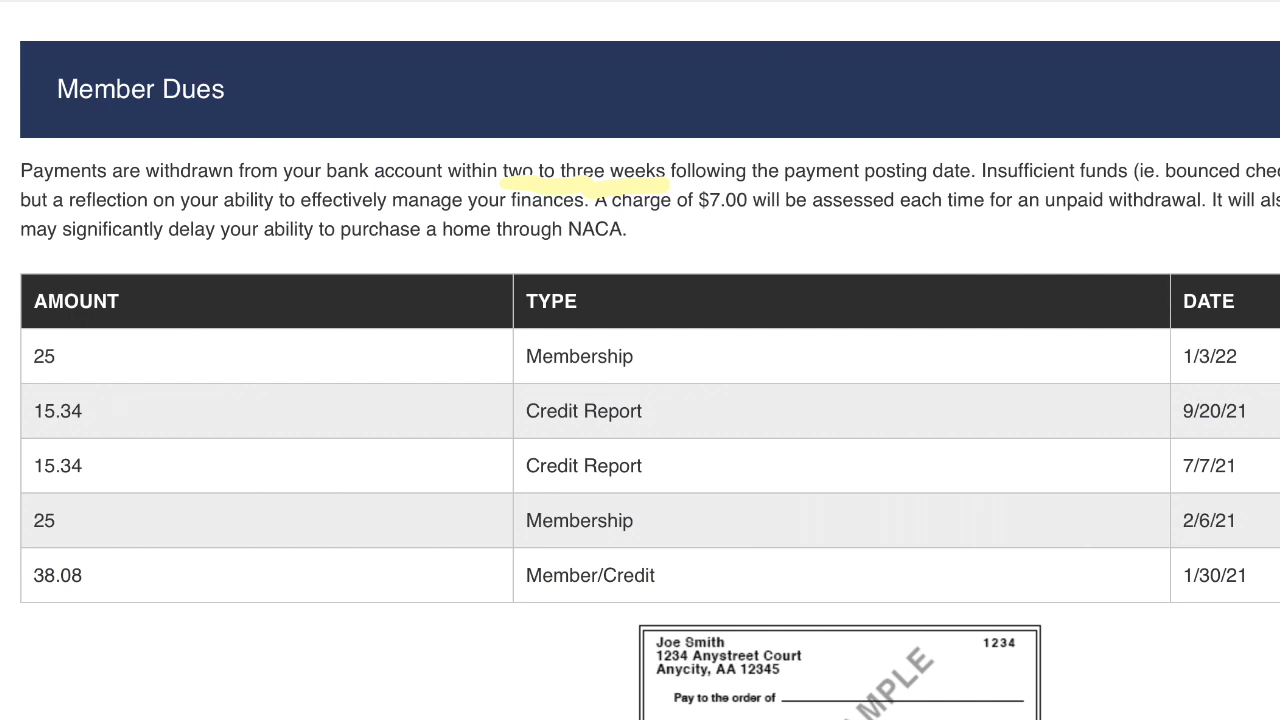 Member Dues
Payments are withdrawn from your bank account within two to three weeks following the payment posting date. Insufficient funds (ie. bounced
but a reflection on your ability to effectively manage your finances. A charge of $7.00 will be assessed each time for an unpaid withdrawal. It will
may significantly delay your ability to purchase a home through NACA.
AMOUNT TYPE DATE
25 Membership 1/3/22
15.34 Credit Report 9/20/21
15.34 Credit Report 7/7/21
25 Membership 2/6/21
38.08 Member/Credit 1/30/21
Joe Smith 1234
1234 Anystreet Court
Anycity, AA 12345
Pay to the order of